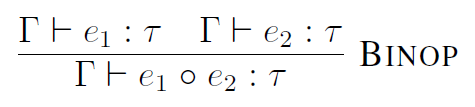 Γ ⊢ e₁ : τ   Γ ⊢ e₂ : τ
Γ ⊢ e₁ ∘ e₂ : τ BINOP